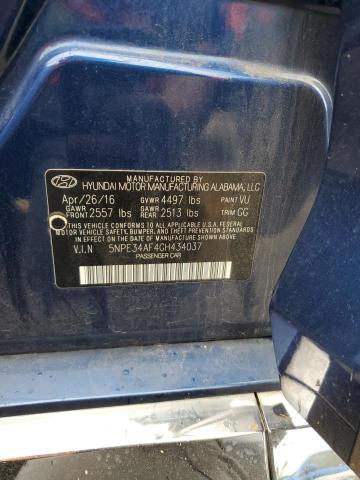 MANUFACTURED BY
HYUNDAI MOTOR MANUFACTURING ALABAMA, LLC
Apr/26/16 GVWR 4497 lbs PAINT VU
GAWR FRONT 2557 lbs GAWR REAR 2513 lbs TRIM GG
THIS VEHICLE CONFORMS TO ALL APPLICABLE U.S. FEDERAL
MOTOR VEHICLE SAFETY, BUMPER, AND THEFT PREVENTION
STANDARDS IN EFFECT ON THE DATE OF MANUFACTURE
V.I.N 5NPE34AF4GH434037
PASSENGER CAR